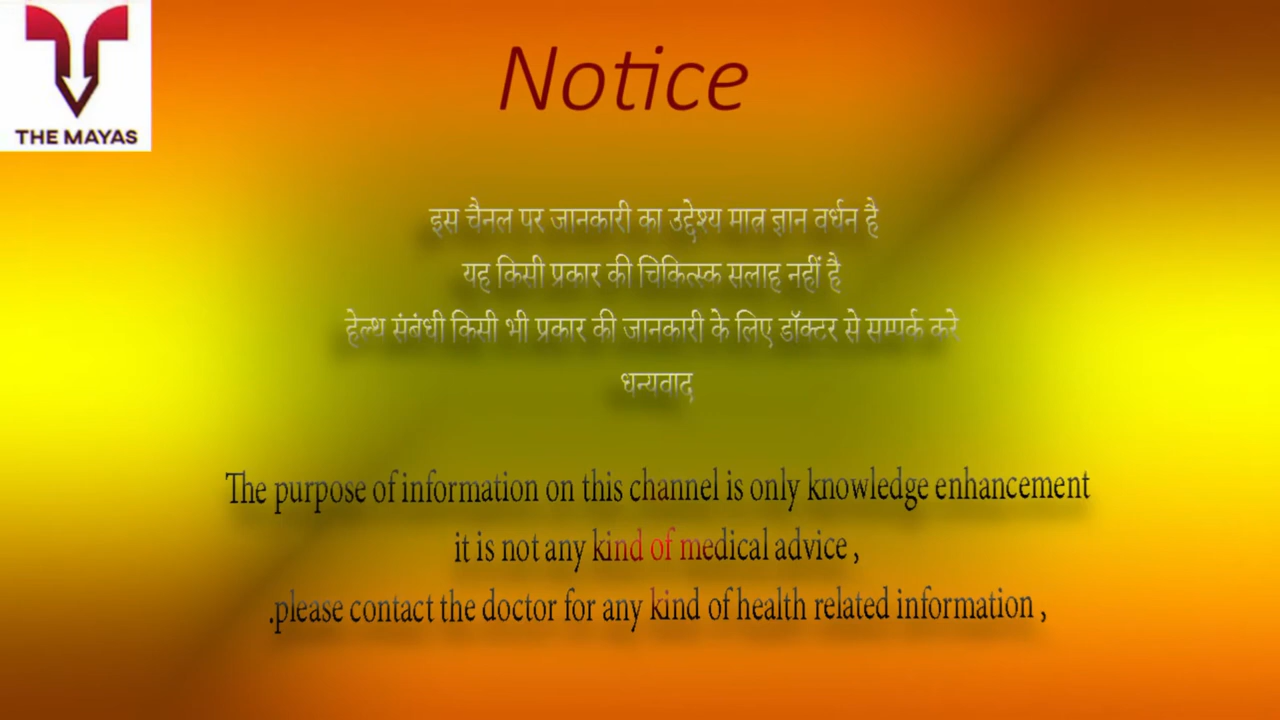 THE MAYAS
Notice
इस चैनल पर जानकारी का उद्देश्य मात्र ज्ञान वर्धन है
यह किसी प्रकार की चिकित्स्क सलाह नहीं है
हेल्थ संबंधी किसी भी प्रकार की जानकारी के लिए डॉक्टर से सम्पर्क करे
धन्यवाद
The purpose of information on this channel is only knowledge enhancement
it is not any kind of medical advice ,
.please contact the doctor for any kind of health related information ,